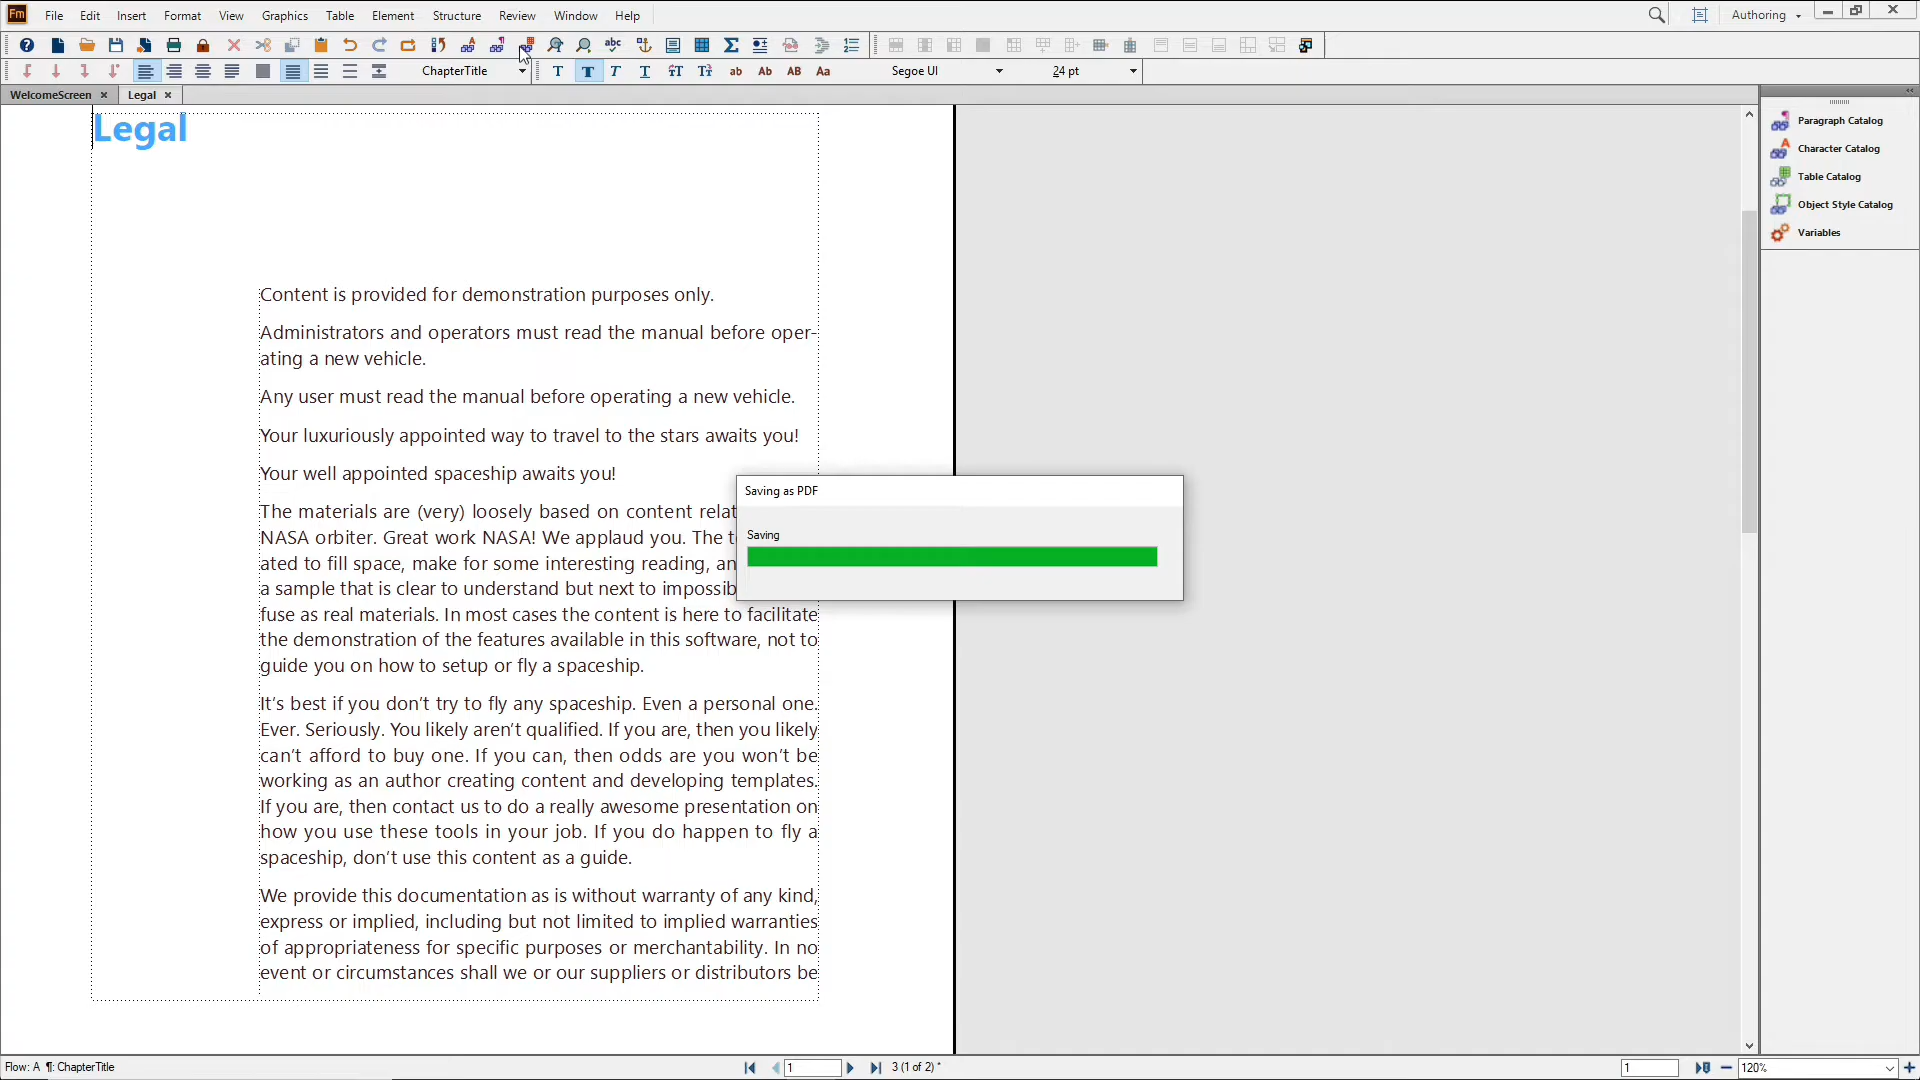 Fm File Edit Insert Format View Graphics Table Element Structure Review Window Help Authoring
ChapterTitle T T T T ab Ab AB Aa Segoe UI 24 pt
WelcomeScreen × Legal ×
Legal
Content is provided for demonstration purposes only.
Administrators and operators must read the manual before oper-
ating a new vehicle.
Any user must read the manual before operating a new vehicle.
Your luxuriously appointed way to travel to the stars awaits you!
Your well appointed spaceship awaits you!
The materials are (very) loosely based on content relat
NASA orbiter. Great work NASA! We applaud you. The
ated to fill space, make for some interesting reading, an
a sample that is clear to understand but next to impossib
fuse as real materials. In most cases the content is here to facilitate
the demonstration of the features available in this software, not to
guide you on how to setup or fly a spaceship.
It's best if you don't try to fly any spaceship. Even a personal one.
Ever. Seriously. You likely aren't qualified. If you are, then you likely
can't afford to buy one. If you can, then odds are you won't be
working as an author creating content and developing templates.
If you are, then contact us to do a really awesome presentation on
how you use these tools in your job. If you do happen to fly a
spaceship, don't use this content as a guide.
We provide this documentation as is without warranty of any kind,
express or implied, including but not limited to implied warranties
of appropriateness for specific purposes or merchantability. In no
event or circumstances shall we or our suppliers or distributors be
Saving as PDF
Saving
Paragraph Catalog
Character Catalog
Table Catalog
Object Style Catalog
Variables
Flow: A ¶: ChapterTitle 1 3 (1 of 2) * 1 120%